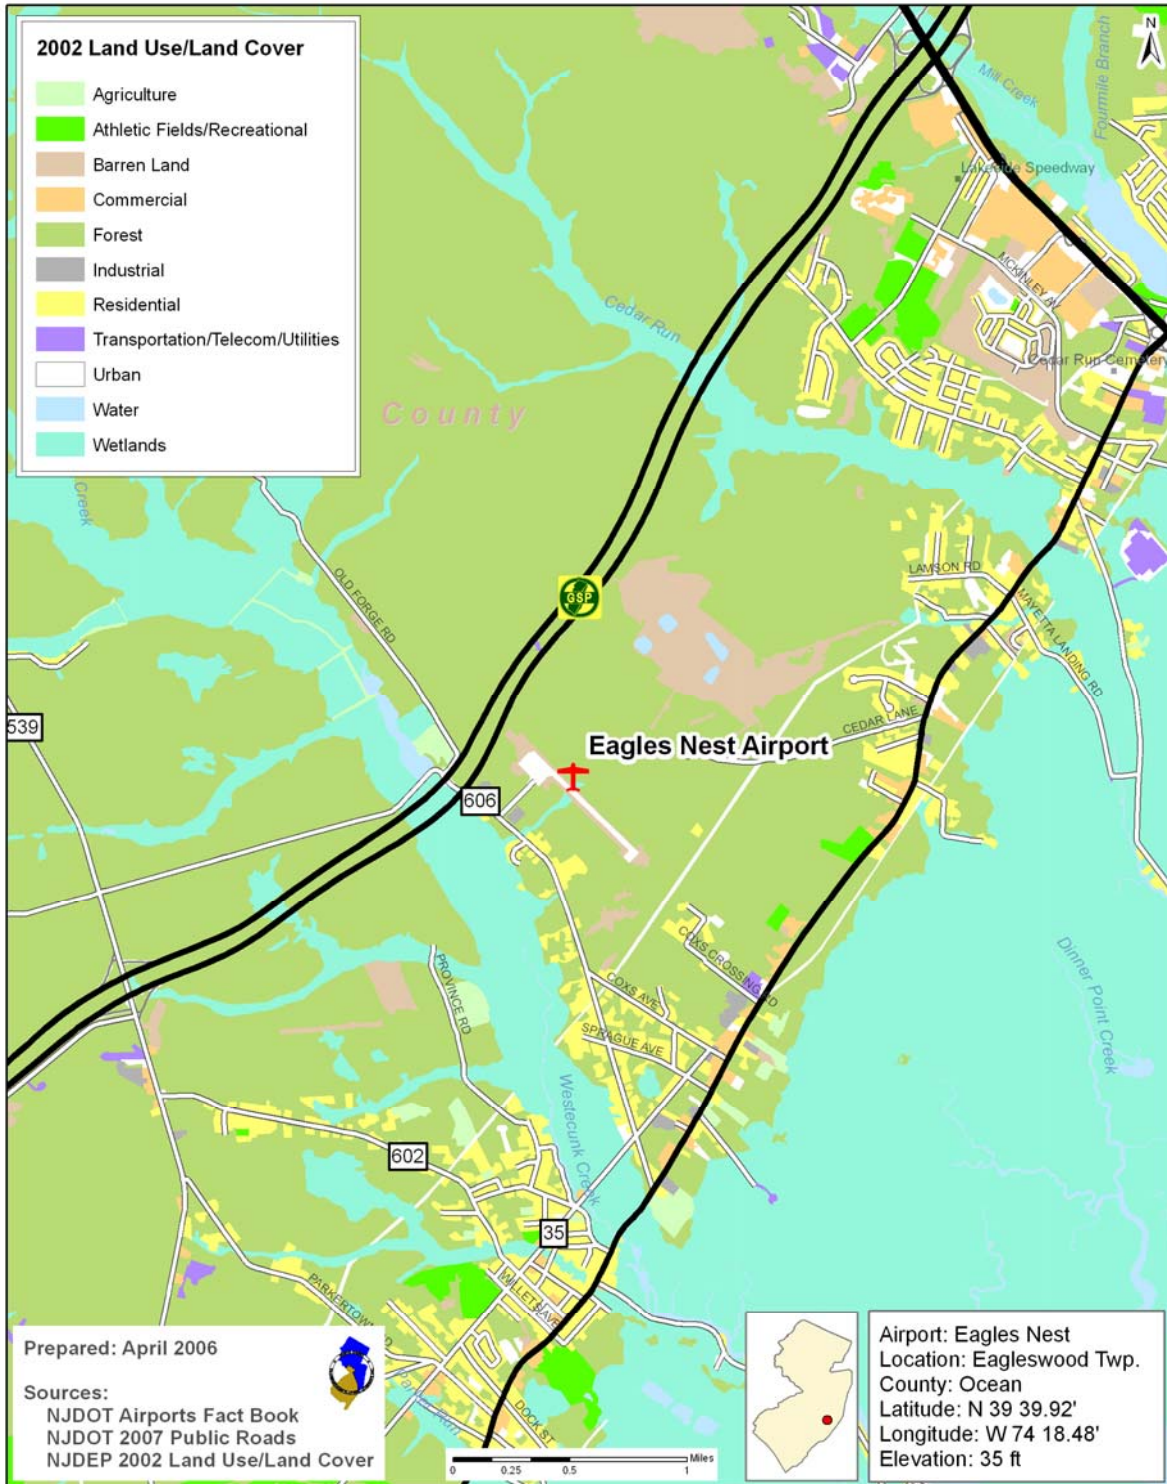 2002 Land Use/Land Cover
Agriculture
Athletic Fields/Recreational
Barren Land
Commercial
Forest
Industrial
Residential
Transportation/Telecom/Utilities
Urban
Water
Wetlands
N
Mill Creek
Fourmile Branch
Lakeside Speedway
MCKINLEY AV
Cedar Run Cemetery
Cedar Run
County
Creek
OLD FORGE RD
GSP
LAMSON RD
MAYETTA LANDING RD
539
CEDAR LANE
Eagles Nest Airport
606
COXS CROSSING RD
PROVINCE RD
COXS AVE
SPRAGUE AVE
Dinner Point Creek
Westecunk Creek
602
35
WILLETS AVE
PARKERTOWN RD
Parker Run
DOCK ST
Prepared: April 2006
Sources:
NJDOT Airports Fact Book
NJDOT 2007 Public Roads
NJDEP 2002 Land Use/Land Cover
Miles
0 0.25 0.5 1
Airport: Eagles Nest
Location: Eagleswood Twp.
County: Ocean
Latitude: N 39 39.92'
Longitude: W 74 18.48'
Elevation: 35 ft